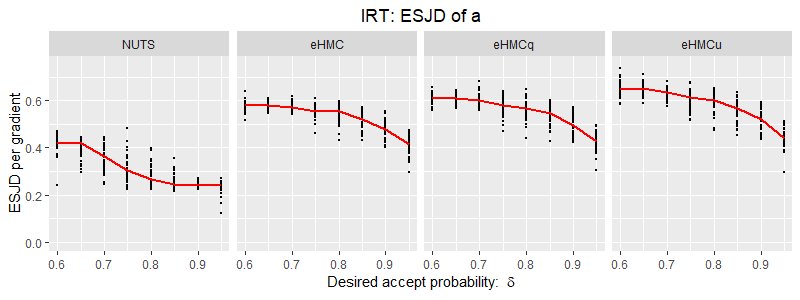 IRT: ESJD of a
NUTS eHMC eHMCq eHMCu
ESJD per gradient
0.6
0.4
0.2
0.0
0.6 0.7 0.8 0.9 0.6 0.7 0.8 0.9 0.6 0.7 0.8 0.9 0.6 0.7 0.8 0.9
Desired accept probability: δ